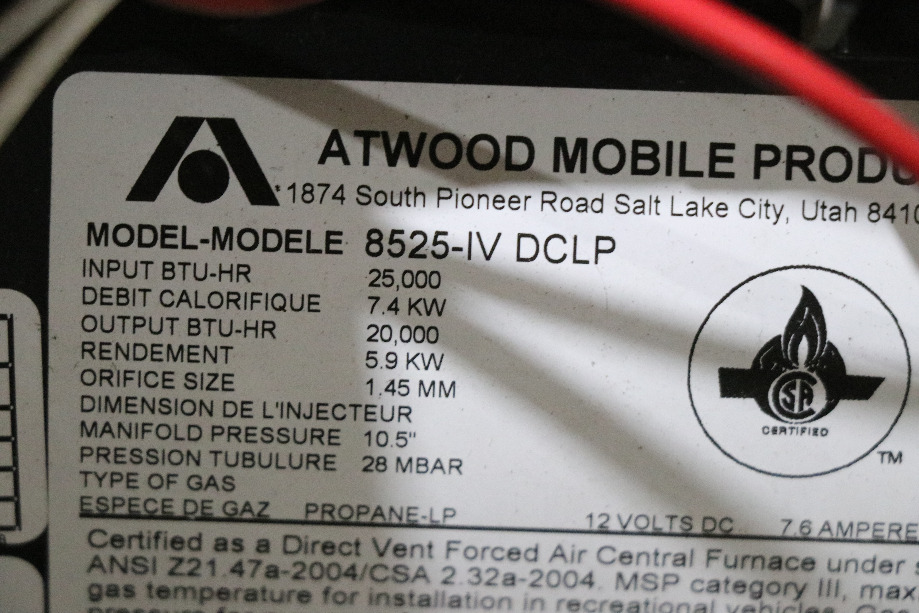 ATWOOD MOBILE PRODU
1874 South Pioneer Road Salt Lake City, Utah 8410
MODEL-MODELE 8525-IV DCLP
INPUT BTU-HR 25,000
DEBIT CALORIFIQUE 7.4 KW
OUTPUT BTU-HR 20,000
RENDEMENT 5.9 KW
ORIFICE SIZE 1.45 MM
DIMENSION DE L'INJECTEUR
MANIFOLD PRESSURE 10.5"
PRESSION TUBULURE 28 MBAR
TYPE OF GAS
ESPECE DE GAZ PROPANE-LP 12 VOLTS DC 7.6 AMPERE
SA
CERTIFIED
TM
Certified as a Direct Vent Forced Air Central Furnace under
ANSI Z21.47a-2004/CSA 2.32a-2004. MSP category III, max
gas temperature for installation in recreational vehicles
pressure for